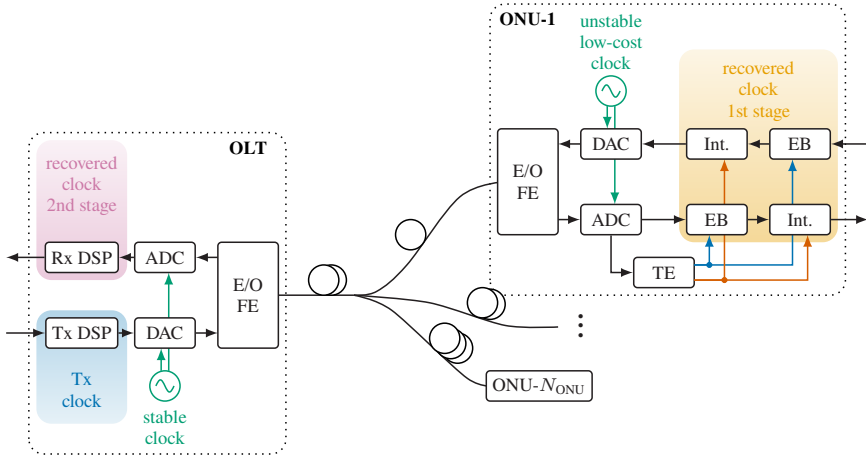 ONU-1
unstable
low-cost
clock
recovered
clock
1st stage
DAC
Int.
EB
E/O
FE
ADC
EB
Int.
TE
OLT
recovered
clock
2nd stage
Rx DSP
ADC
E/O
FE
Tx DSP
DAC
Tx
clock
stable
clock
⋮
ONU-N_ONU